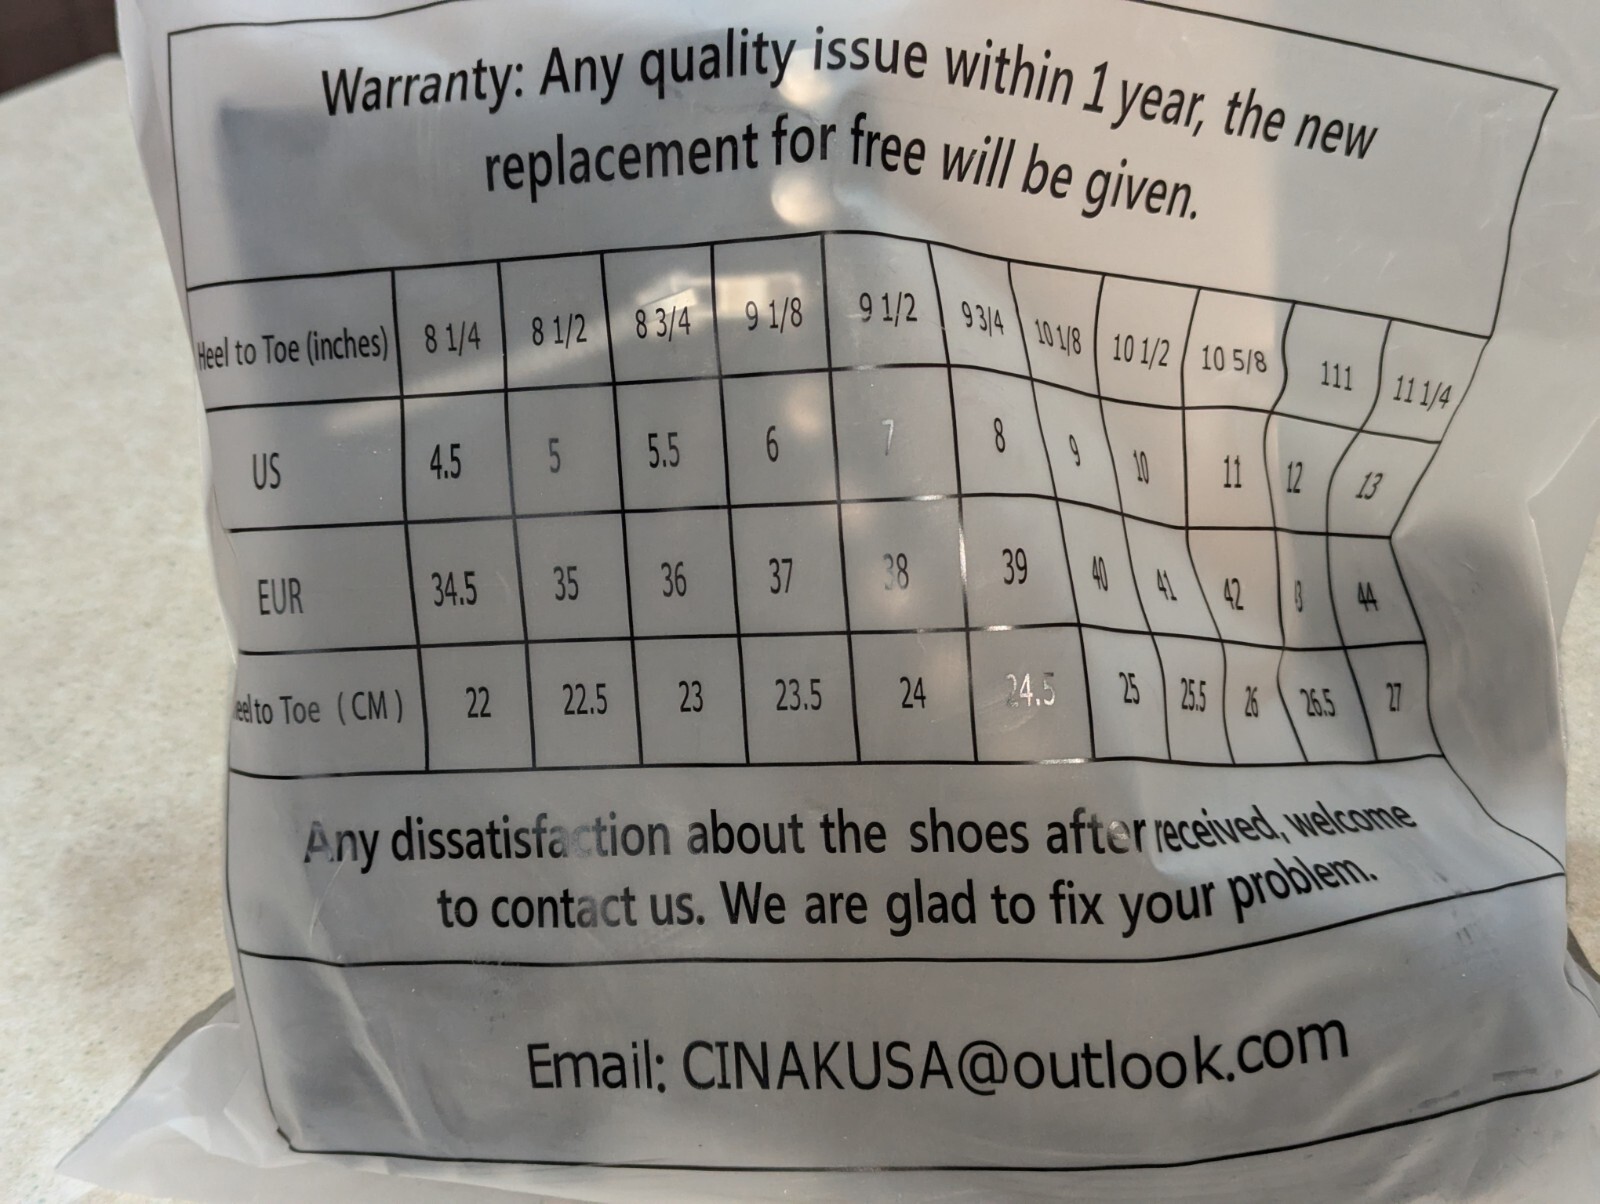 Warranty: Any quality issue within 1 year, the new
replacement for free will be given.
Heel to Toe (inches) 8 1/4 8 1/2 8 3/4 9 1/8 9 1/2 9 3/4 10 1/8 10 1/2 10 5/8 111 11 1/4
US 4.5 5 5.5 6 7 8 9 10 11 12 13
EUR 34.5 35 36 37 38 39 40 41 42 3 44
eel to Toe ( CM ) 22 22.5 23 23.5 24 24.5 25 25.5 26 26.5 27
Any dissatisfaction about the shoes after received, welcome
to contact us. We are glad to fix your problem.
Email: CINAKUSA@outlook.com